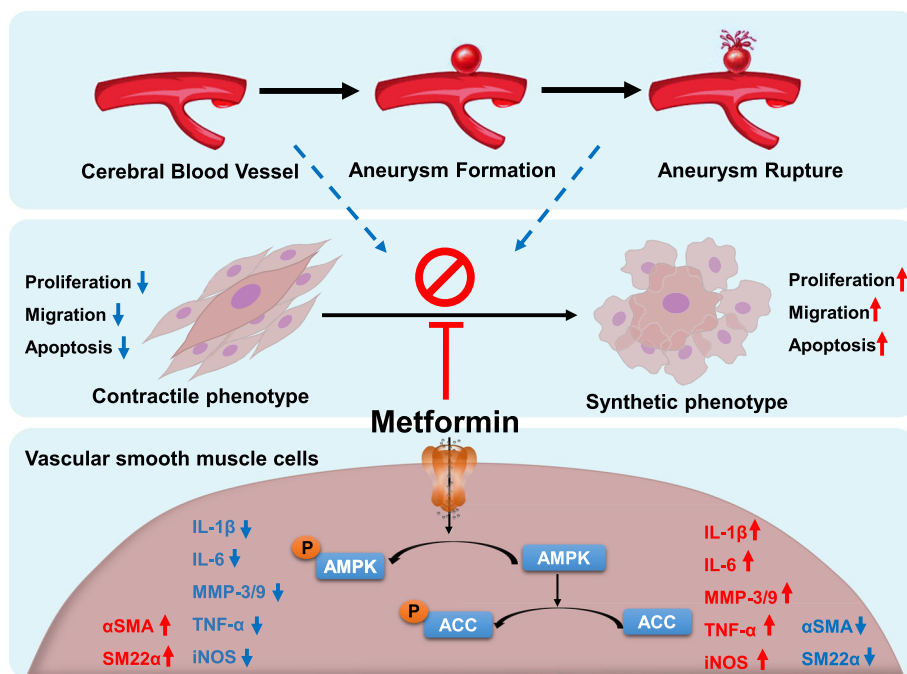 Cerebral Blood Vessel
Aneurysm Formation
Aneurysm Rupture
Proliferation
Migration
Apoptosis
Contractile phenotype
Proliferation
Migration
Apoptosis
Synthetic phenotype
Metformin
Vascular smooth muscle cells
IL-1β
IL-6
MMP-3/9
αSMA
TNF-α
SM22α
iNOS
P
AMPK
AMPK
P
ACC
ACC
IL-1β
IL-6
MMP-3/9
TNF-α
αSMA
iNOS
SM22α